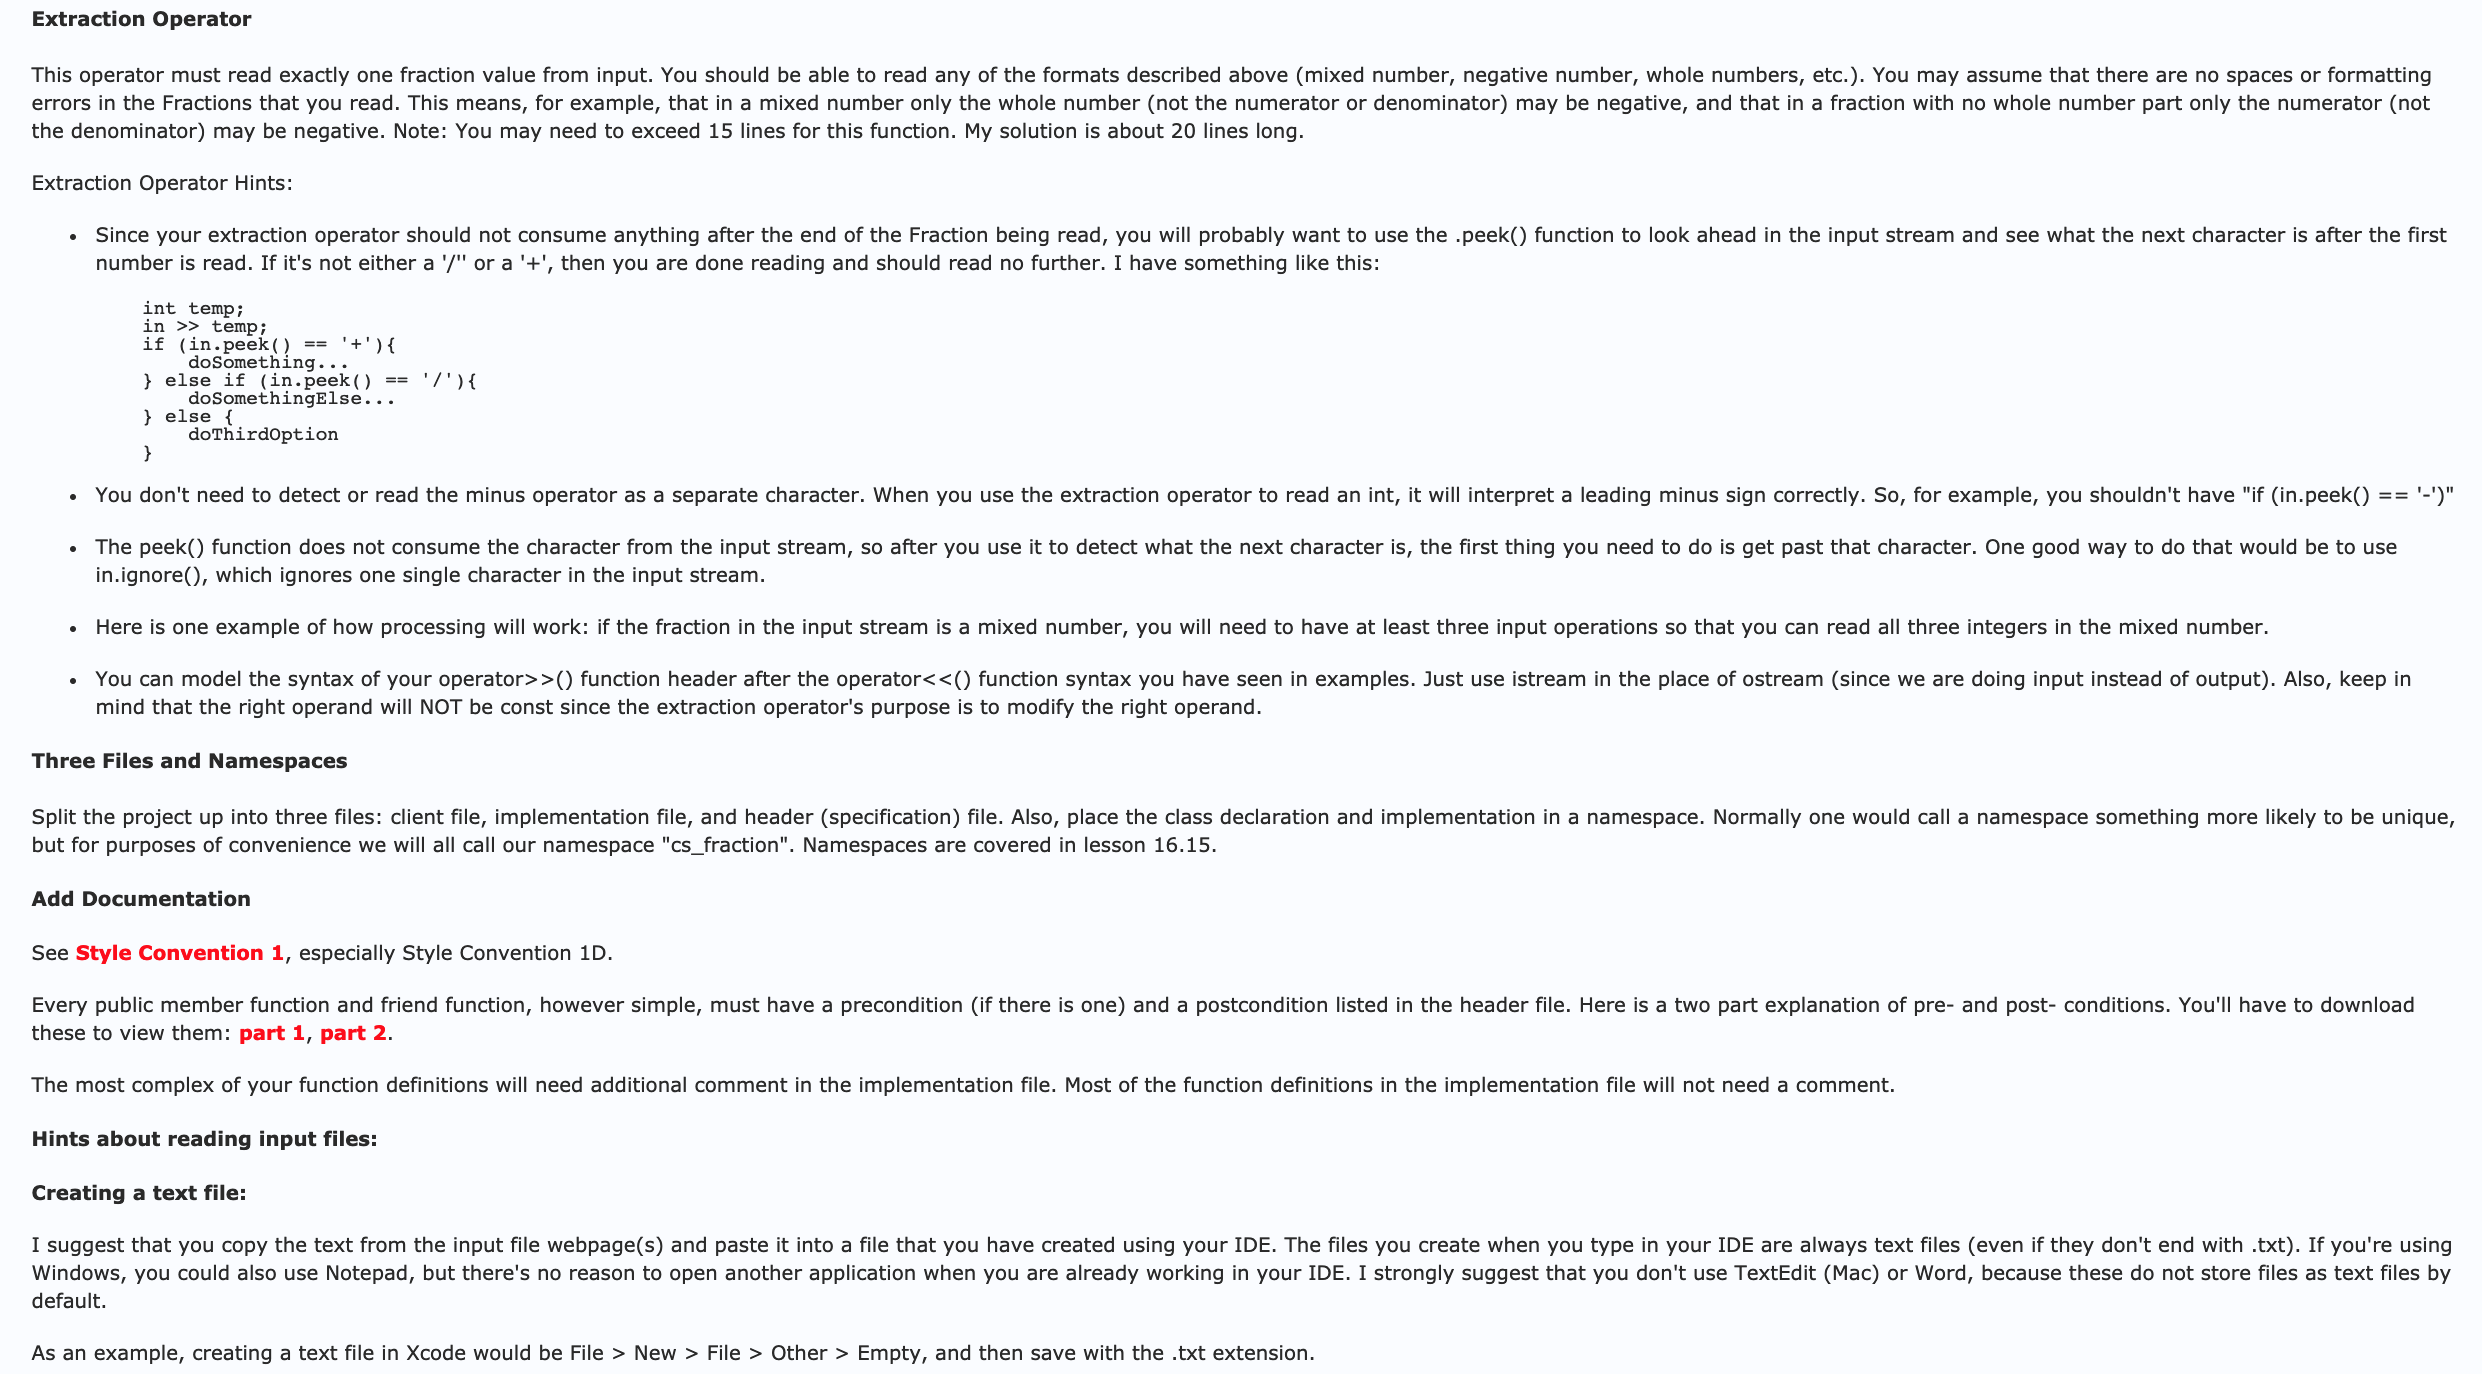 Extraction Operator
This operator must read exactly one fraction value from input. You should be able to read any of the formats described above (mixed number, negative number, whole numbers, etc.). You may assume that there are no spaces or formatting
errors in the Fractions that you read. This means, for example, that in a mixed number only the whole number (not the numerator or denominator) may be negative, and that in a fraction with no whole number part only the numerator (not
the denominator) may be negative. Note: You may need to exceed 15 lines for this function. My solution is about 20 lines long.
Extraction Operator Hints:
• Since your extraction operator should not consume anything after the end of the Fraction being read, you will probably want to use the .peek() function to look ahead in the input stream and see what the next character is after the first
number is read. If it's not either a '/'' or a '+', then you are done reading and should read no further. I have something like this:
int temp;
in >> temp;
if (in.peek() == '+'){
    doSomething...
} else if (in.peek() == '/'){
    doSomethingElse...
} else {
    doThirdOption
}
• You don't need to detect or read the minus operator as a separate character. When you use the extraction operator to read an int, it will interpret a leading minus sign correctly. So, for example, you shouldn't have "if (in.peek() == '-')"
• The peek() function does not consume the character from the input stream, so after you use it to detect what the next character is, the first thing you need to do is get past that character. One good way to do that would be to use
in.ignore(), which ignores one single character in the input stream.
• Here is one example of how processing will work: if the fraction in the input stream is a mixed number, you will need to have at least three input operations so that you can read all three integers in the mixed number.
• You can model the syntax of your operator>>() function header after the operator<<() function syntax you have seen in examples. Just use istream in the place of ostream (since we are doing input instead of output). Also, keep in
mind that the right operand will NOT be const since the extraction operator's purpose is to modify the right operand.
Three Files and Namespaces
Split the project up into three files: client file, implementation file, and header (specification) file. Also, place the class declaration and implementation in a namespace. Normally one would call a namespace something more likely to be unique,
but for purposes of convenience we will all call our namespace "cs_fraction". Namespaces are covered in lesson 16.15.
Add Documentation
See Style Convention 1, especially Style Convention 1D.
Every public member function and friend function, however simple, must have a precondition (if there is one) and a postcondition listed in the header file. Here is a two part explanation of pre- and post- conditions. You'll have to download
these to view them: part 1, part 2.
The most complex of your function definitions will need additional comment in the implementation file. Most of the function definitions in the implementation file will not need a comment.
Hints about reading input files:
Creating a text file:
I suggest that you copy the text from the input file webpage(s) and paste it into a file that you have created using your IDE. The files you create when you type in your IDE are always text files (even if they don't end with .txt). If you're using
Windows, you could also use Notepad, but there's no reason to open another application when you are already working in your IDE. I strongly suggest that you don't use TextEdit (Mac) or Word, because these do not store files as text files by
default.
As an example, creating a text file in Xcode would be File > New > File > Other > Empty, and then save with the .txt extension.